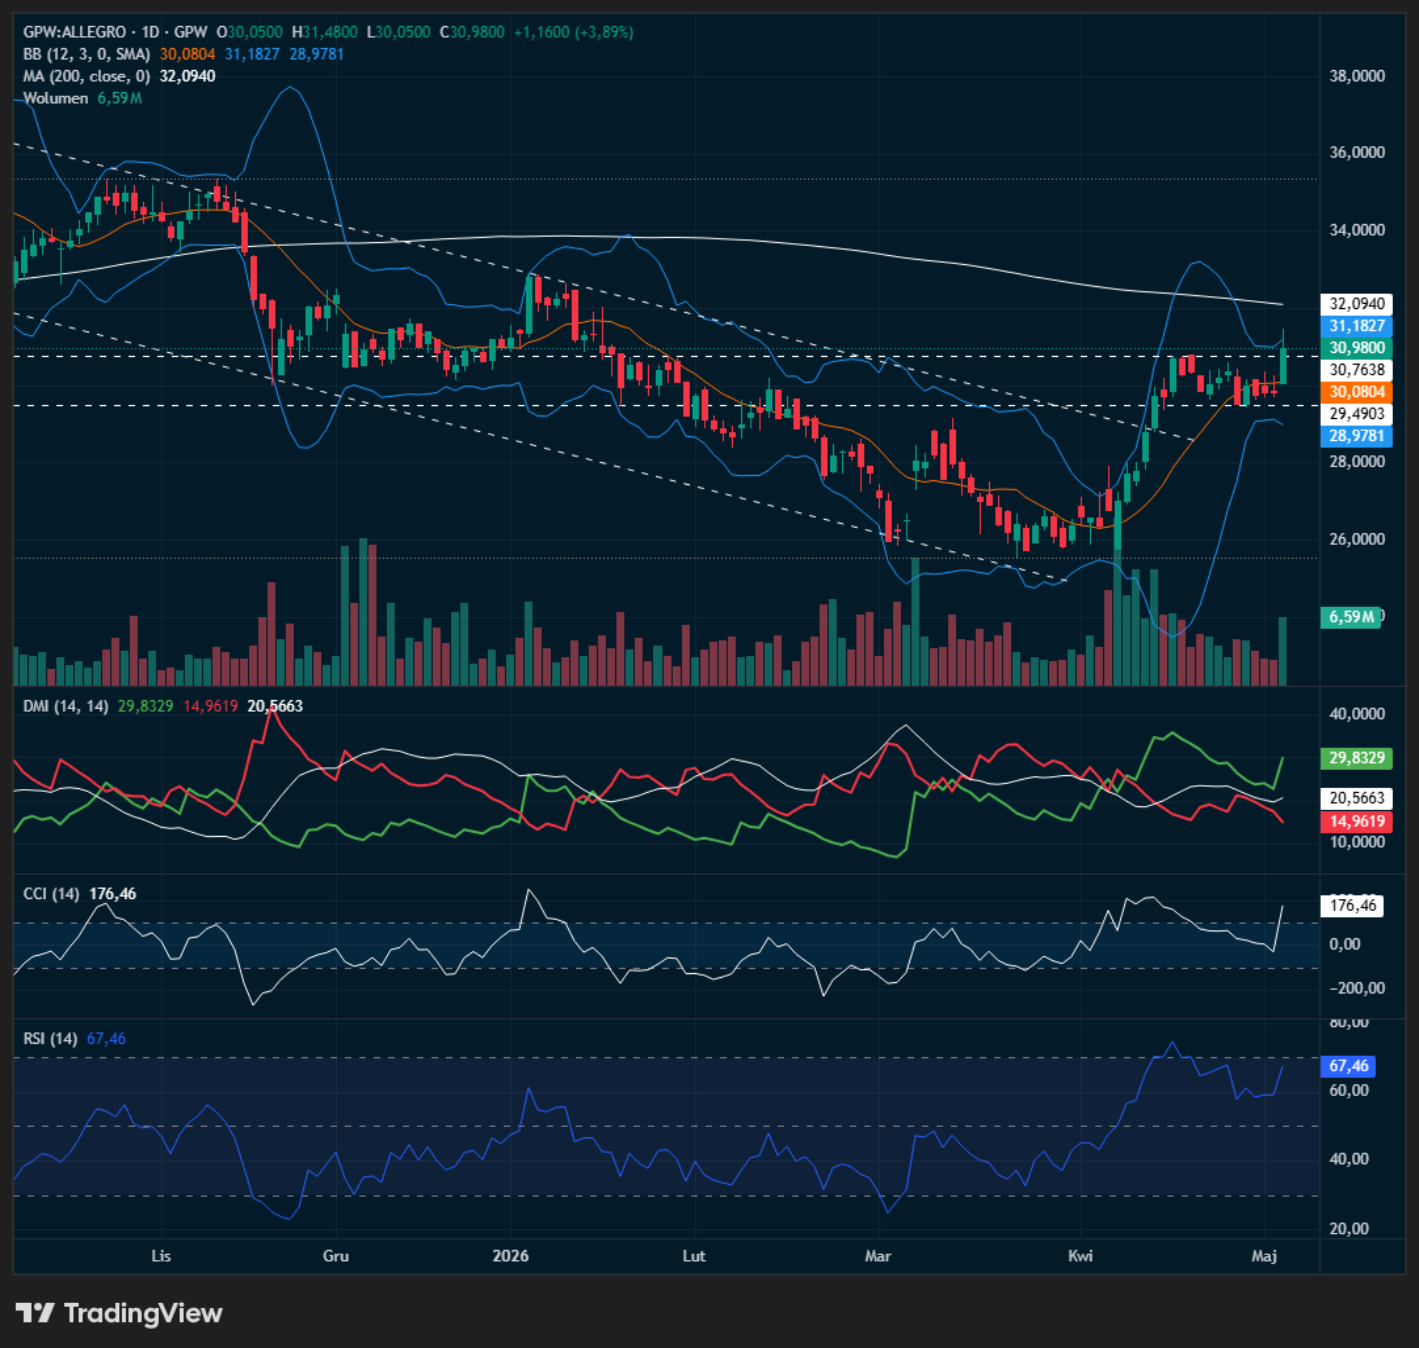 GPW:ALLEGRO · 1D · GPW O30,0500 H31,4800 L30,0500 C30,9800 +1,1600 (+3,89%)
BB (12, 3, 0, SMA) 30,0804 31,1827 28,9781
MA (200, close, 0) 32,0940
Wolumen 6,59M
38,0000
36,0000
34,0000
32,0940
31,1827
30,9800
30,7638
30,0804
29,4903
28,9781
28,0000
26,0000
6,59M
DMI (14, 14) 29,8329 14,9619 20,5663
40,0000
29,8329
20,5663
14,9619
10,0000
CCI (14) 176,46
176,46
0,00
−200,00
RSI (14) 67,46
80,00
67,46
60,00
40,00
20,00
Lis Gru 2026 Lut Mar Kwi Maj
TradingView